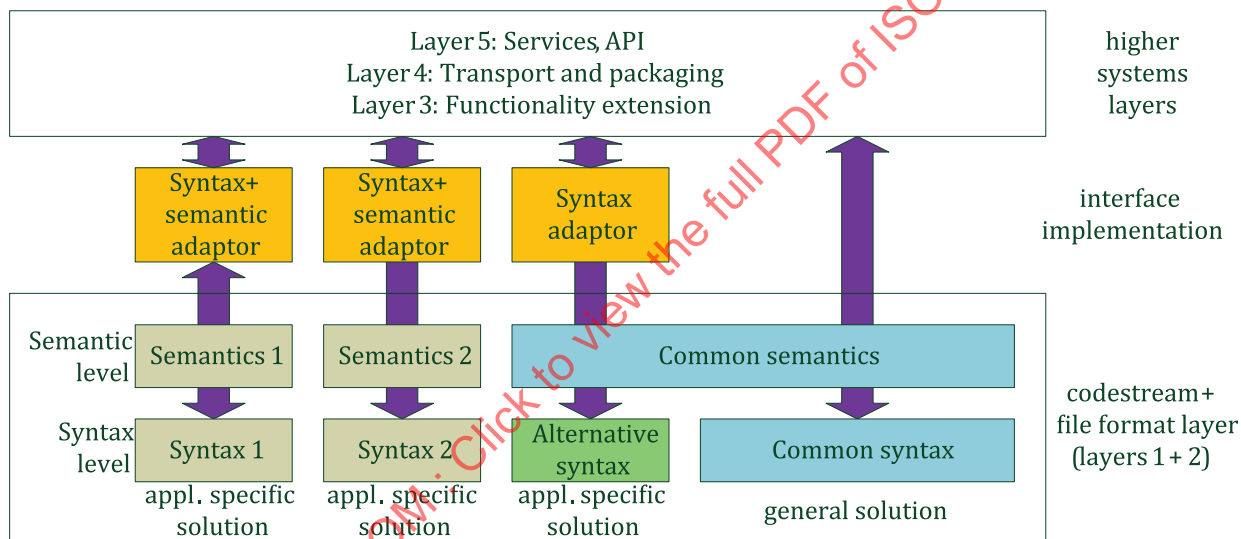 Layer 5: Services, API
Layer 4: Transport and packaging
Layer 3: Functionality extension
higher
systems
layers
Syntax+
semantic
adaptor
Syntax+
semantic
adaptor
Syntax
adaptor
interface
implementation
Semantic
level
Semantics 1
Semantics 2
Common semantics
Syntax
level
Syntax 1
Syntax 2
Alternative
syntax
Common syntax
codestream+
file format layer
(layers 1 + 2)
appl. specific
solution
appl. specific
solution
appl. specific
solution
general solution
OM : Click to view the full PDF of ISO